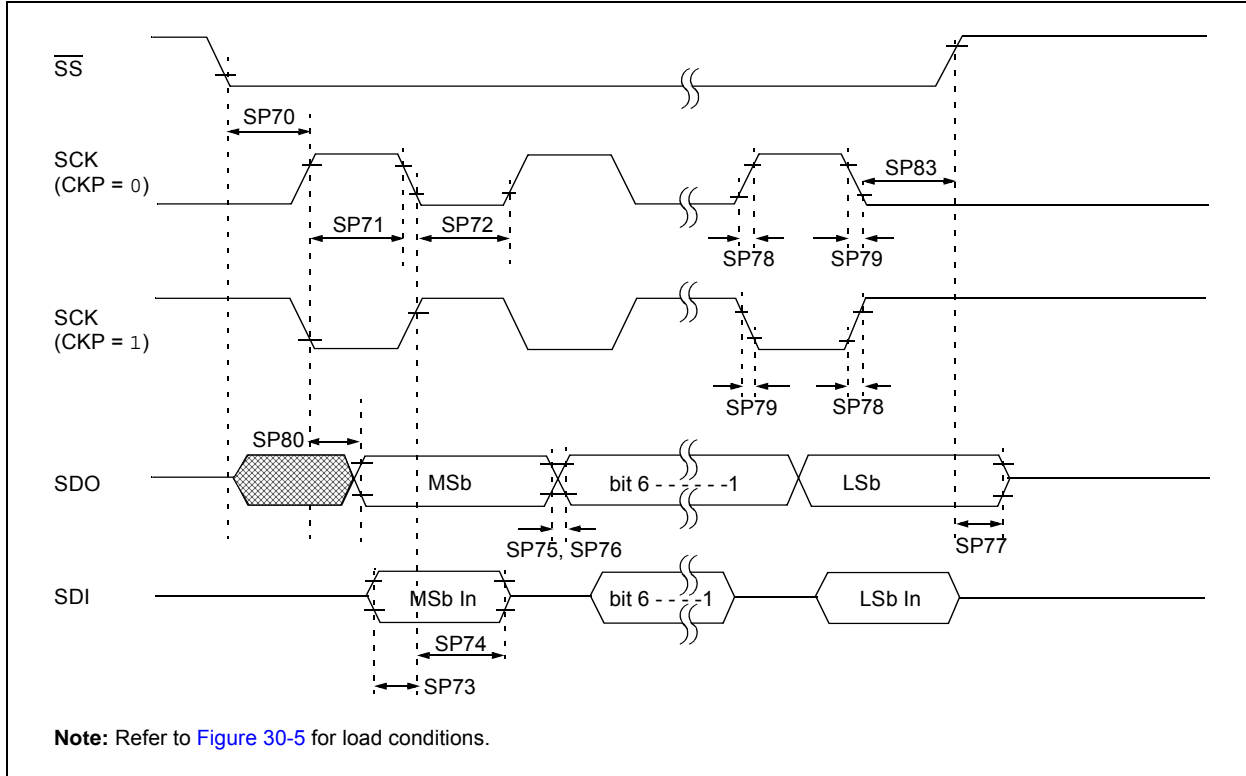 SS
SP70
SCK
(CKP = 0)
SP83
SP71
SP72
SP78
SP79
SCK
(CKP = 1)
SP79
SP78
SP80
SDO
MSb
bit 6 - - - - - -1
LSb
SP75, SP76
SP77
SDI
MSb In
bit 6 - - - -1
LSb In
SP74
SP73
Note: Refer to Figure 30-5 for load conditions.